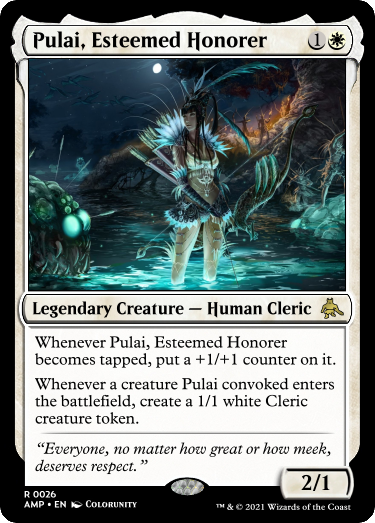 Pulai, Esteemed Honorer 1
Legendary Creature — Human Cleric
Whenever Pulai, Esteemed Honorer
becomes tapped, put a +1/+1 counter on it.
Whenever a creature Pulai convoked enters
the battlefield, create a 1/1 white Cleric
creature token.
“Everyone, no matter how great or how meek,
deserves respect.”
2/1
R 0026
AMP • EN Colorunity
™ & © 2021 Wizards of the Coast